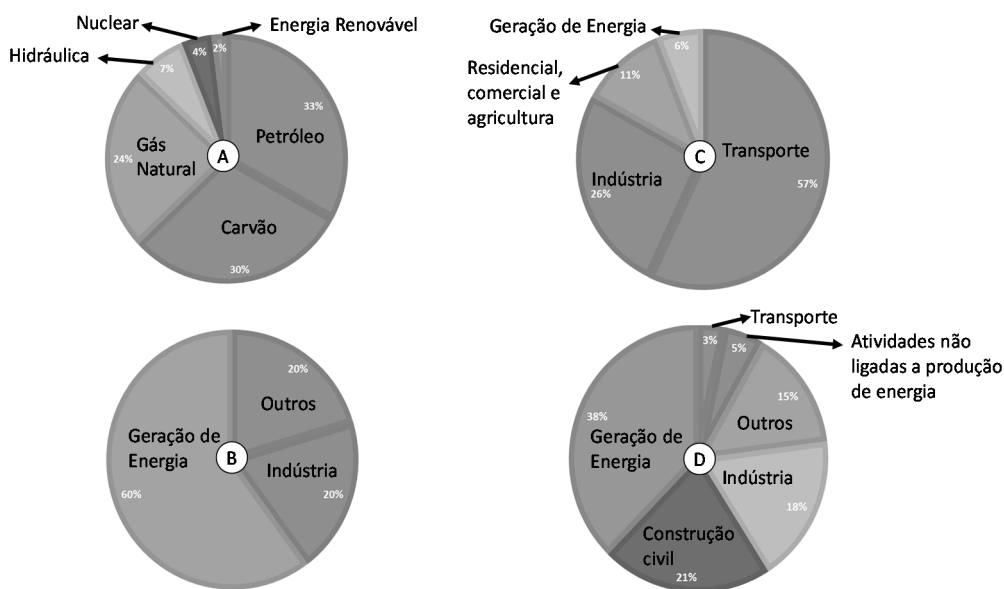 Nuclear
Energia Renovável
Hidráulica
4%
2%
7%
33%
Petróleo
Gás
Natural
24%
A
Carvão
30%
Geração de Energia
6%
Residencial,
comercial e
agricultura
11%
C
Transporte
Indústria
57%
26%
20%
Outros
Geração de
Energia
B
Indústria
60%
20%
Transporte
3%
5%
Atividades não
ligadas a produção
de energia
15%
38%
Outros
Geração de
Energia
D
Indústria
18%
Construção
civil
21%